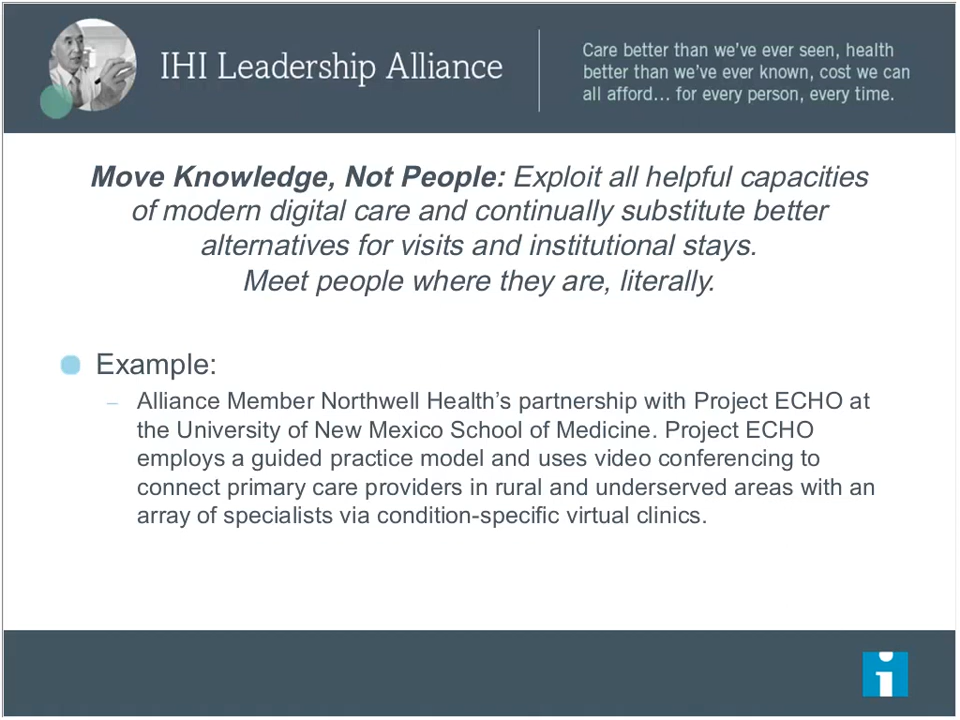 IHI Leadership Alliance
Care better than we've ever seen, health
better than we've ever known, cost we can
all afford... for every person, every time.
Move Knowledge, Not People: Exploit all helpful capacities
of modern digital care and continually substitute better
alternatives for visits and institutional stays.
Meet people where they are, literally.
Example:
– Alliance Member Northwell Health's partnership with Project ECHO at
the University of New Mexico School of Medicine. Project ECHO
employs a guided practice model and uses video conferencing to
connect primary care providers in rural and underserved areas with an
array of specialists via condition-specific virtual clinics.
i